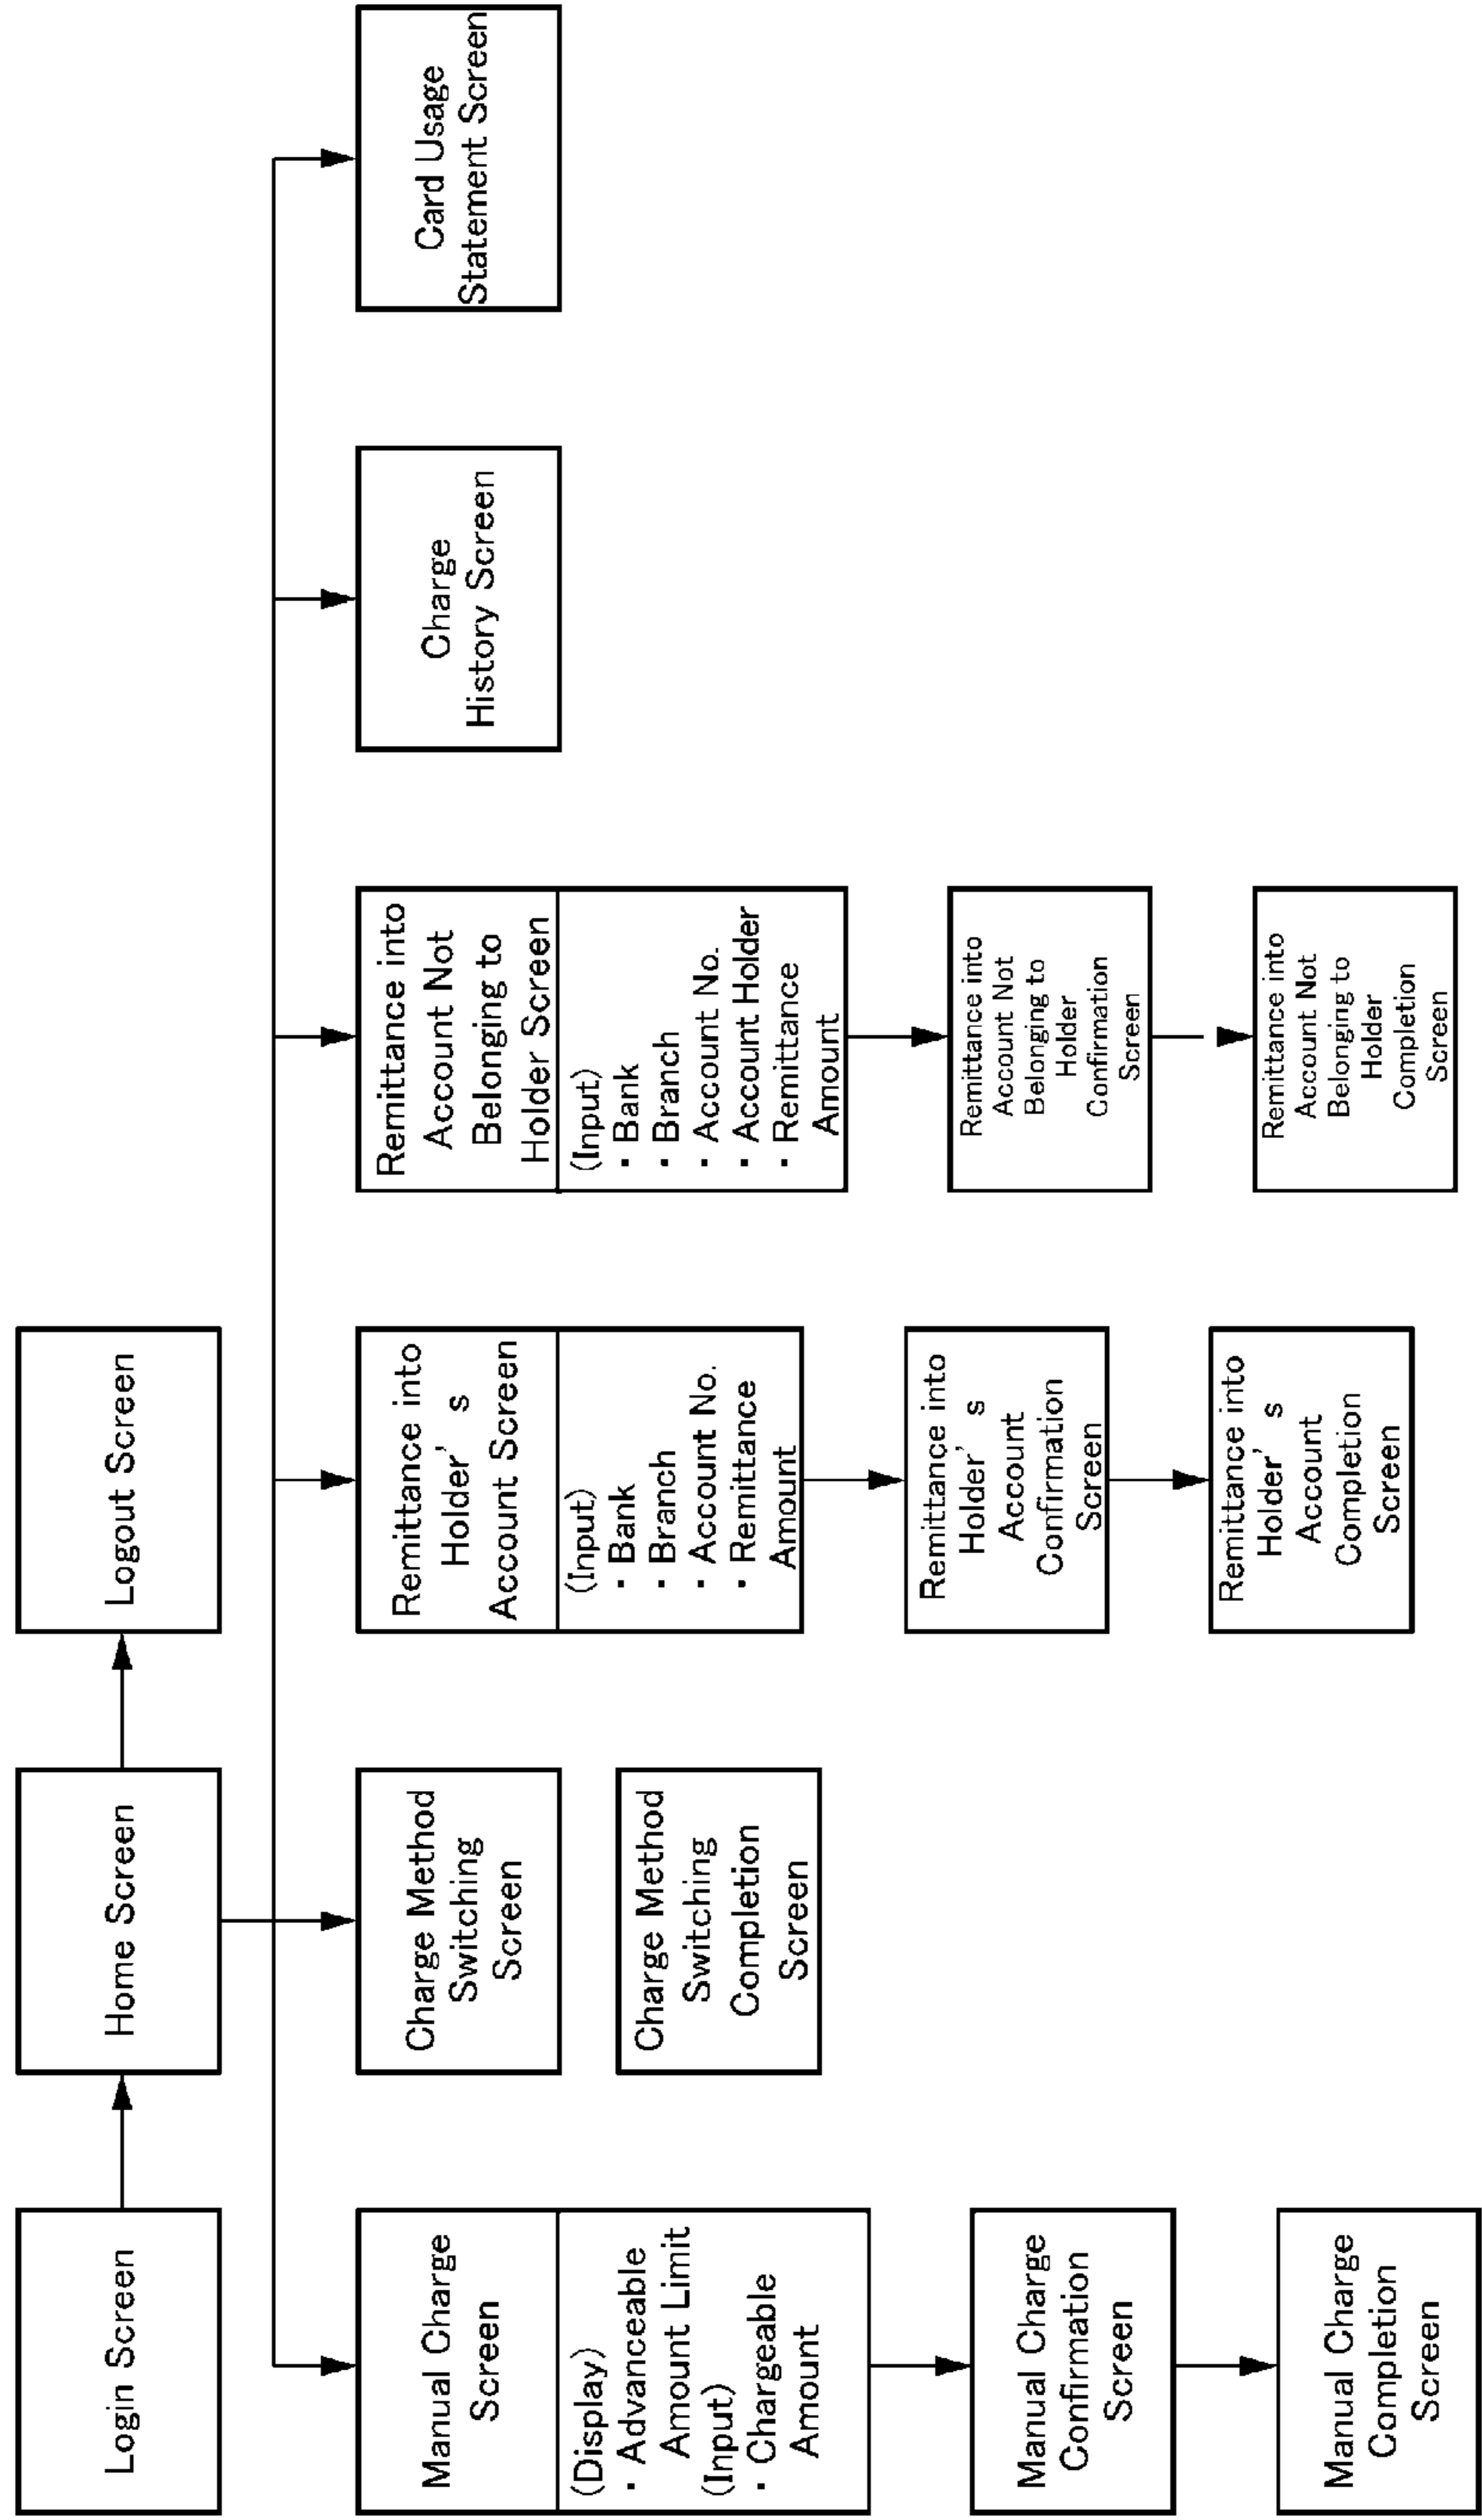 Login Screen
Home Screen
Logout Screen
Manual Charge
Screen
(Display)
・Advanceable
Amount Limit
(Input)
・Chargeable
Amount
Manual Charge
Confirmation
Screen
Manual Charge
Completion
Screen
Charge Method
Switching
Screen
Charge Method
Switching
Completion
Screen
Remittance into
Holder's
Account Screen
(Input)
・Bank
・Branch
・Account No.
・Remittance
Amount
Remittance into
Holder's
Account
Confirmation
Screen
Remittance into
Holder's
Account
Completion
Screen
Remittance into
Account Not
Belonging to
Holder Screen
(Input)
・Bank
・Branch
・Account No.
・Account Holder
・Remittance
Amount
Remittance into
Account Not
Belonging to
Holder
Confirmation
Screen
Remittance into
Account Not
Belonging to
Holder
Completion
Screen
Charge
History Screen
Card Usage
Statement Screen